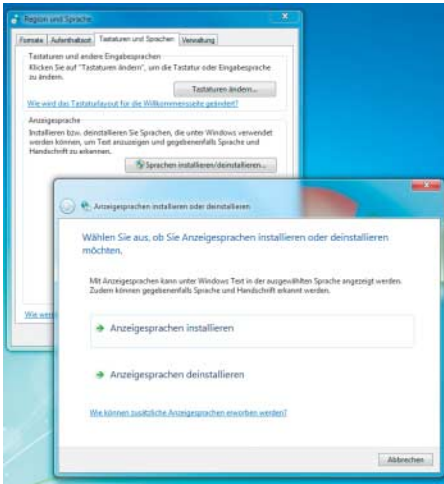 Region und Sprache
Formate Aufenthaltsort Tastaturen und Sprachen Verwaltung
Tastaturen und andere Eingabesprachen
Klicken Sie auf "Tastaturen ändern", um die Tastatur oder Eingabesprache
zu ändern.
Tastaturen ändern...
Wie wird das Tastaturlayout für die Willkommensseite geändert?
Anzeigesprache
Installieren bzw. deinstallieren Sie Sprachen, die unter Windows verwendet
werden können, um Text anzuzeigen und gegebenenfalls Sprache und
Handschrift zu erkennen.
Sprachen installieren/deinstallieren...
Anzeigesprachen installieren oder deinstallieren
Wählen Sie aus, ob Sie Anzeigesprachen installieren oder deinstallieren
möchten.
Mit Anzeigesprachen kann unter Windows Text in der ausgewählten Sprache angezeigt werden.
Zudem können gegebenenfalls Sprache und Handschrift erkannt werden.
Wie
Anzeigesprachen installieren
Anzeigesprachen deinstallieren
Wie können zusätzliche Anzeigesprachen erworben werden?
Abbrechen